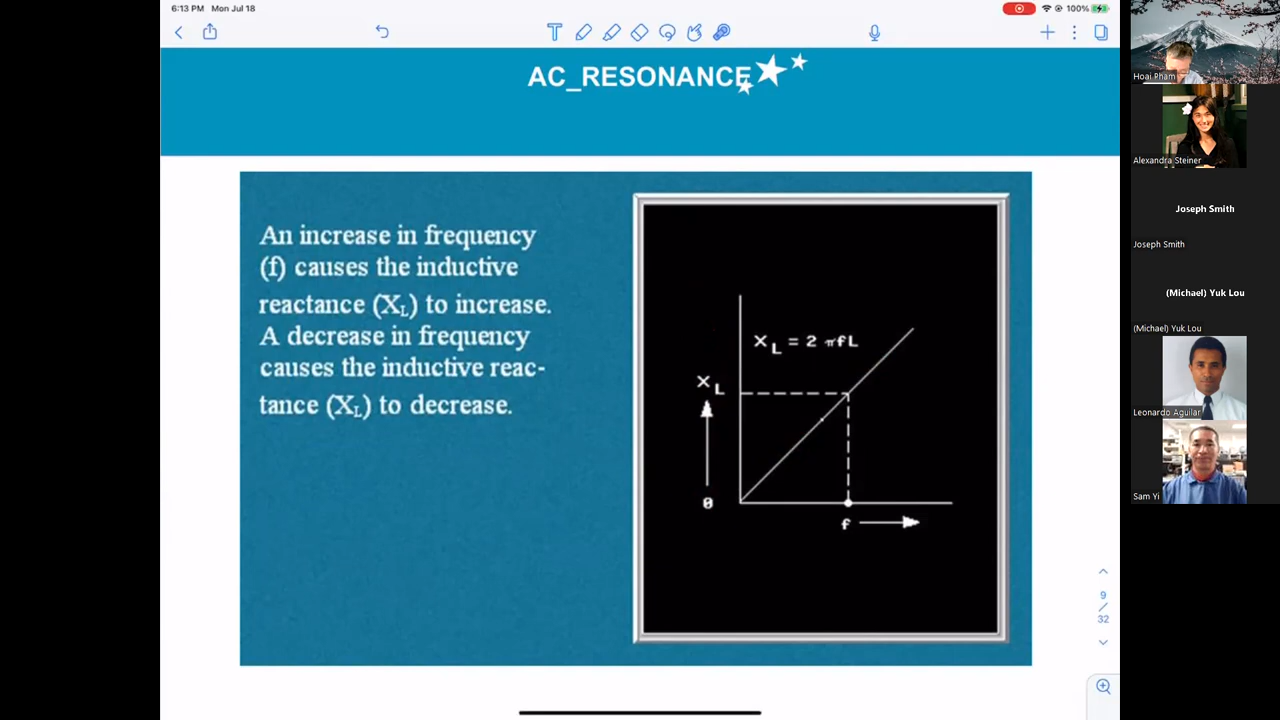 6:13 PM Mon Jul 18
100%
AC_RESONANCE
An increase in frequency
(f) causes the inductive
reactance (XL) to increase.
A decrease in frequency
causes the inductive reac-
tance (XL) to decrease.
XL = 2 πfL
XL
0
f
9
/
32
Hoai Pham
Alexandra Steiner
Joseph Smith
Joseph Smith
(Michael) Yuk Lou
(Michael) Yuk Lou
Leonardo Aguilar
Sam Yi